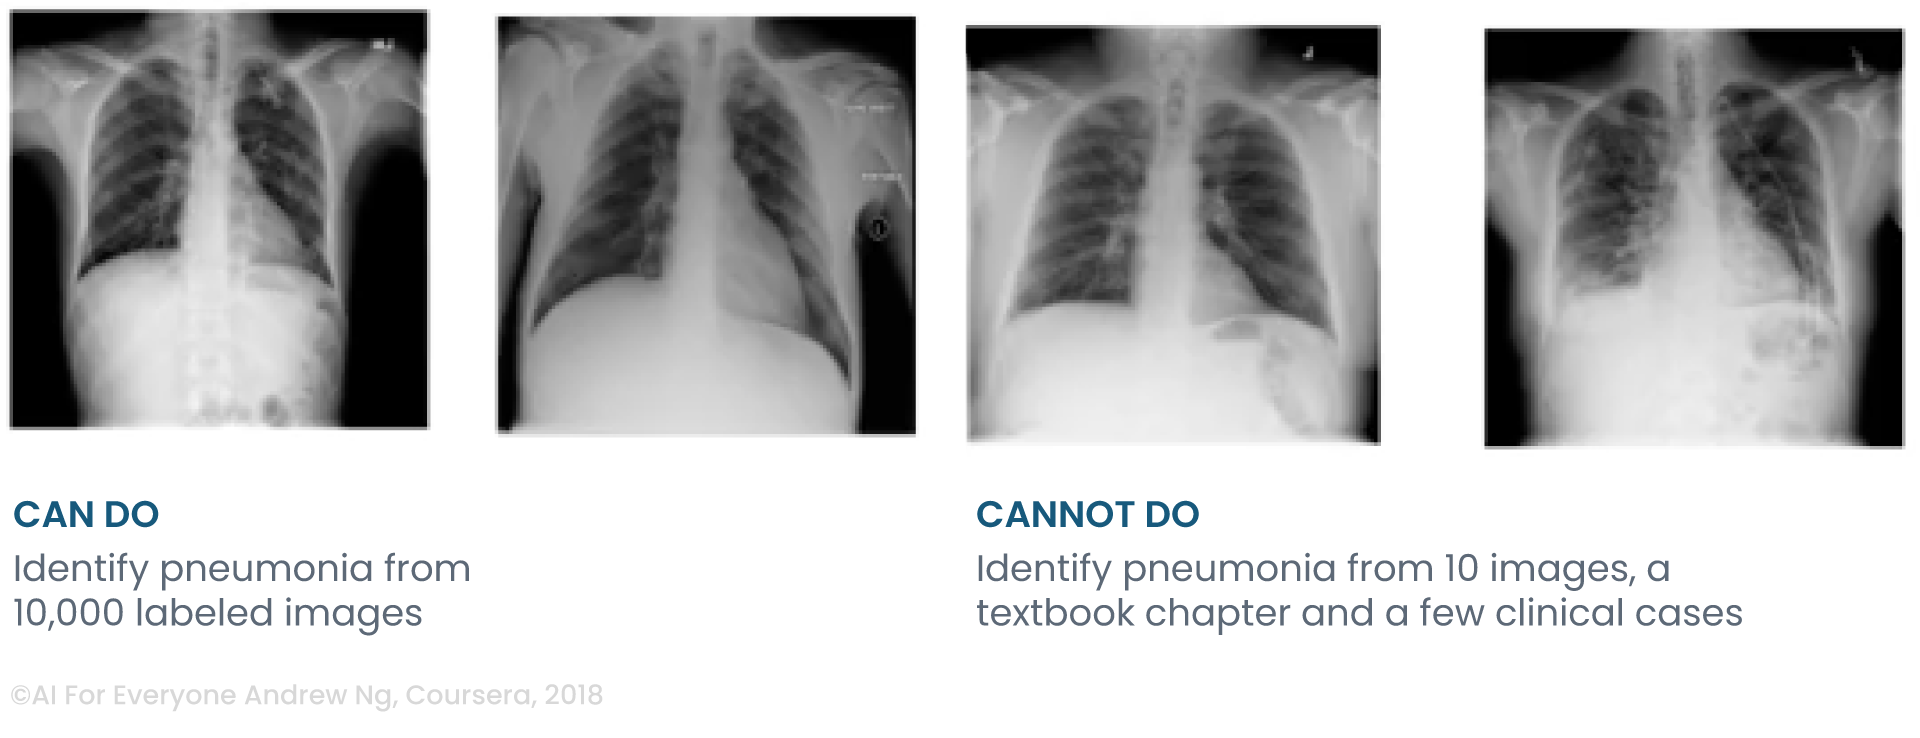 CAN DO
Identify pneumonia from
10,000 labeled images
CANNOT DO
Identify pneumonia from 10 images, a
textbook chapter and a few clinical cases
©AI For Everyone Andrew Ng, Coursera, 2018